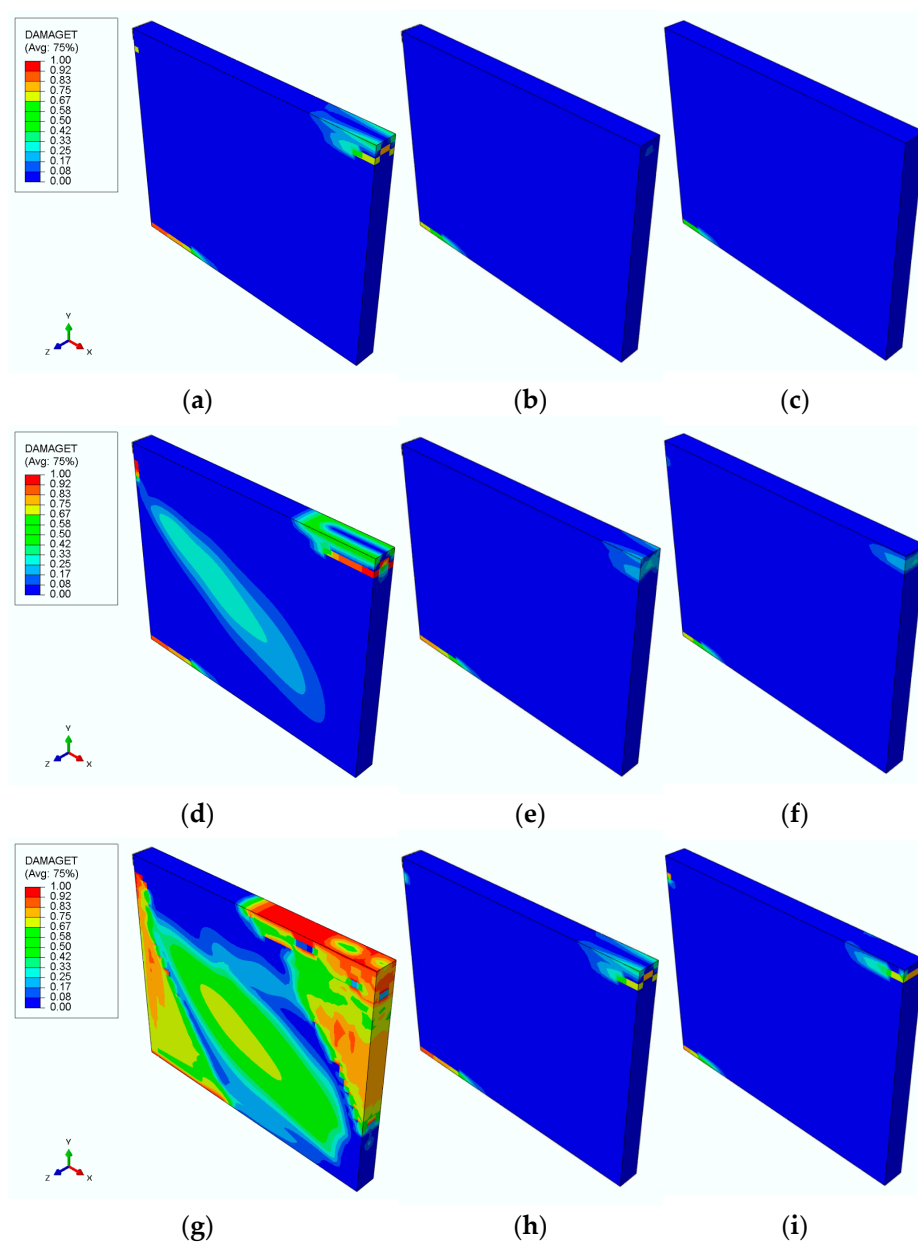 DAMAGET
(Avg: 75%)
1.00
0.92
0.83
0.75
0.67
0.58
0.50
0.42
0.33
0.25
0.17
0.08
0.00
Y
Z X
(a) (b) (c)
DAMAGET
(Avg: 75%)
1.00
0.92
0.83
0.75
0.67
0.58
0.50
0.42
0.33
0.25
0.17
0.08
0.00
Y
Z X
(d) (e) (f)
DAMAGET
(Avg: 75%)
1.00
0.92
0.83
0.75
0.67
0.58
0.50
0.42
0.33
0.25
0.17
0.08
0.00
Y
Z X
(g) (h) (i)